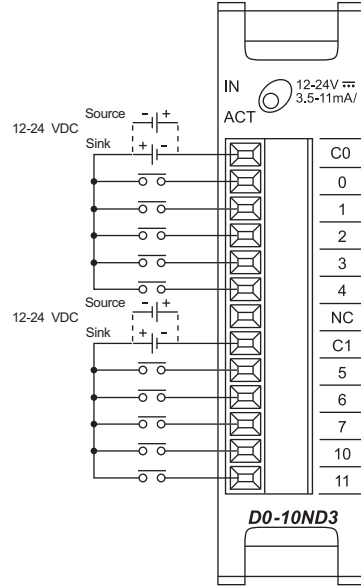 IN
12-24V ⎓
3.5-11mA/
ACT
Source
- +
12-24 VDC
Sink
+ -
C0
0
1
2
3
4
Source
- +
12-24 VDC
NC
Sink
+ -
C1
5
6
7
10
11
D0-10ND3